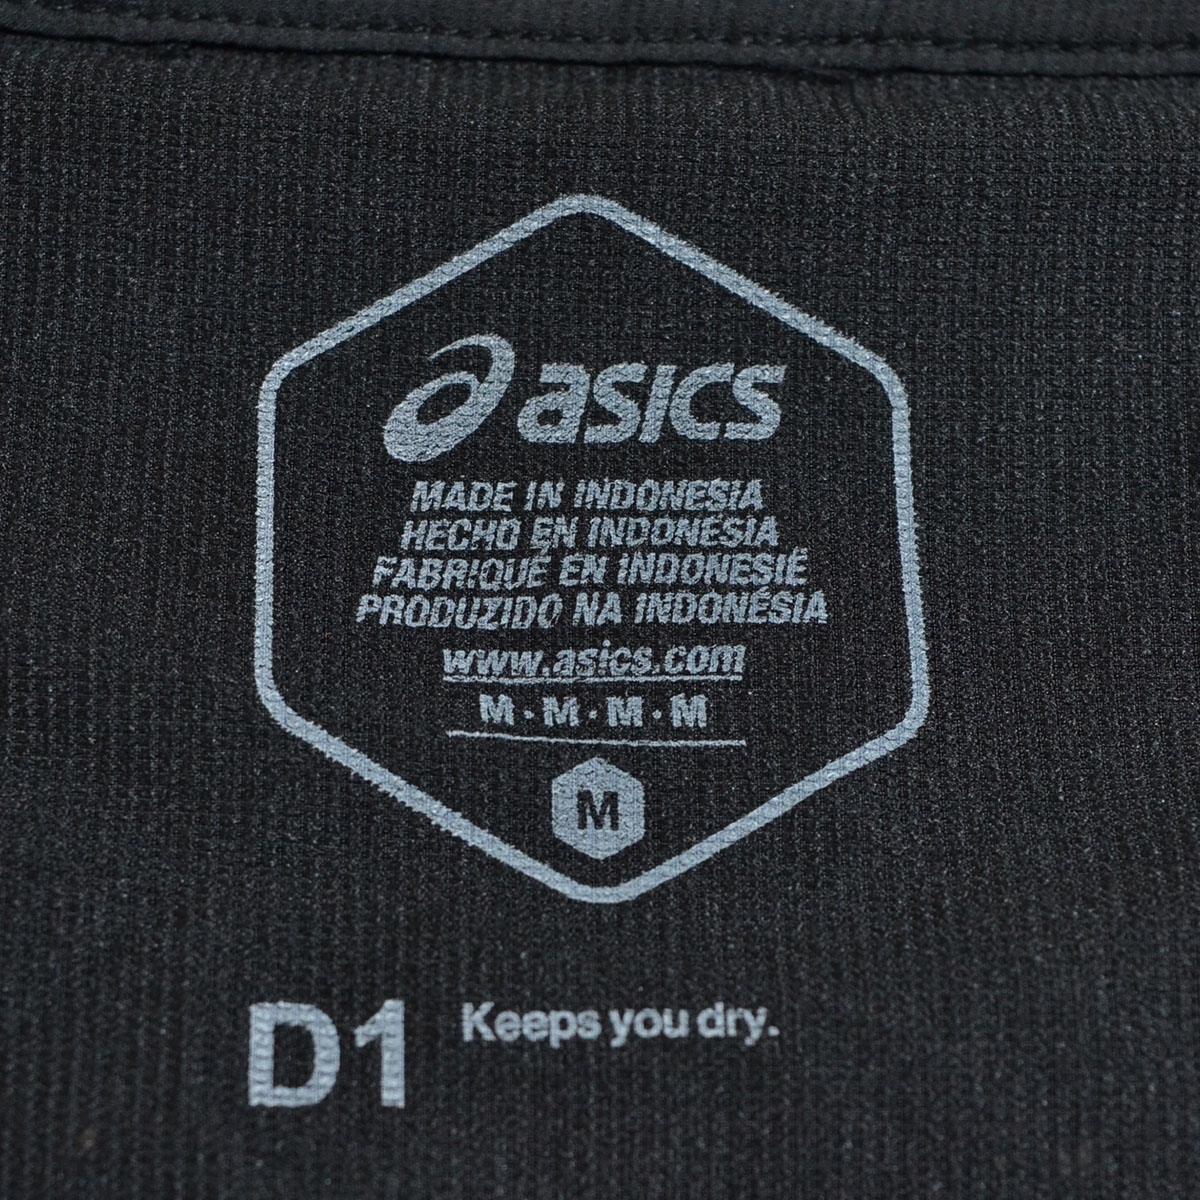 asics
MADE IN INDONESIA
HECHO EN INDONESIA
FABRIQUÉ EN INDONESIE
PRODUZIDO NA INDONÉSIA
www.asics.com
M · M · M · M
M
D1 Keeps you dry.